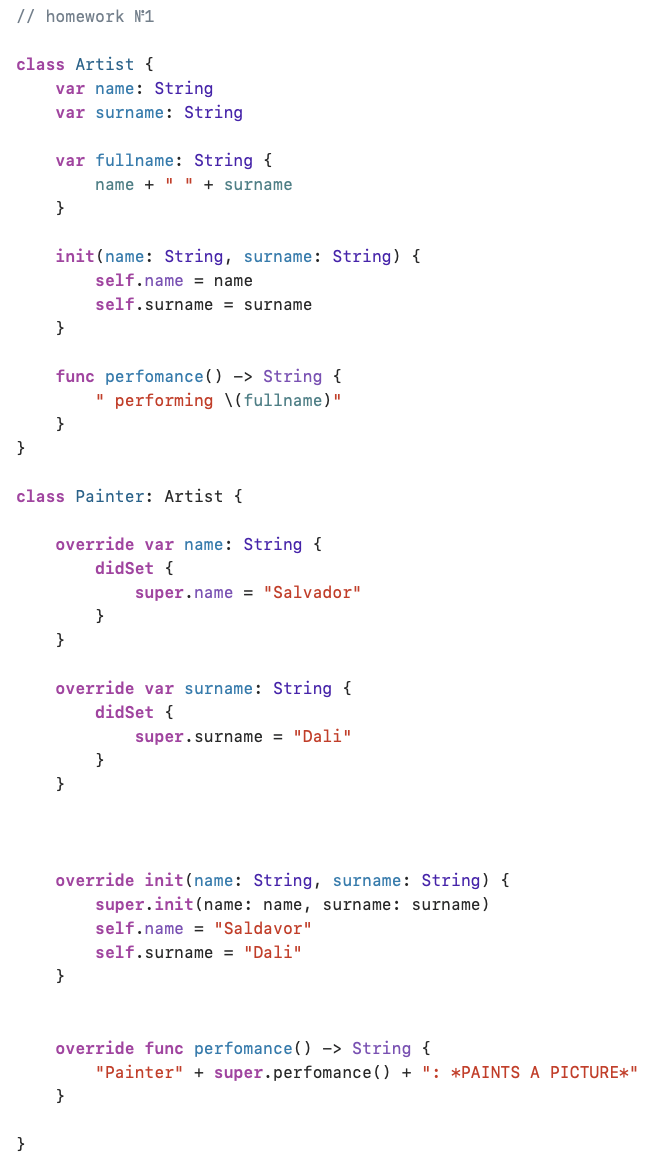 // homework №1
class Artist {
var name: String
var surname: String
var fullname: String {
name + " " + surname
}
init(name: String, surname: String) {
self.name = name
self.surname = surname
}
func perfomance() -> String {
" performing \(fullname)"
}
}
class Painter: Artist {
override var name: String {
didSet {
super.name = "Salvador"
}
}
override var surname: String {
didSet {
super.surname = "Dali"
}
}
override init(name: String, surname: String) {
super.init(name: name, surname: surname)
self.name = "Saldavor"
self.surname = "Dali"
}
override func perfomance() -> String {
"Painter" + super.perfomance() + ": *PAINTS A PICTURE*"
}
}